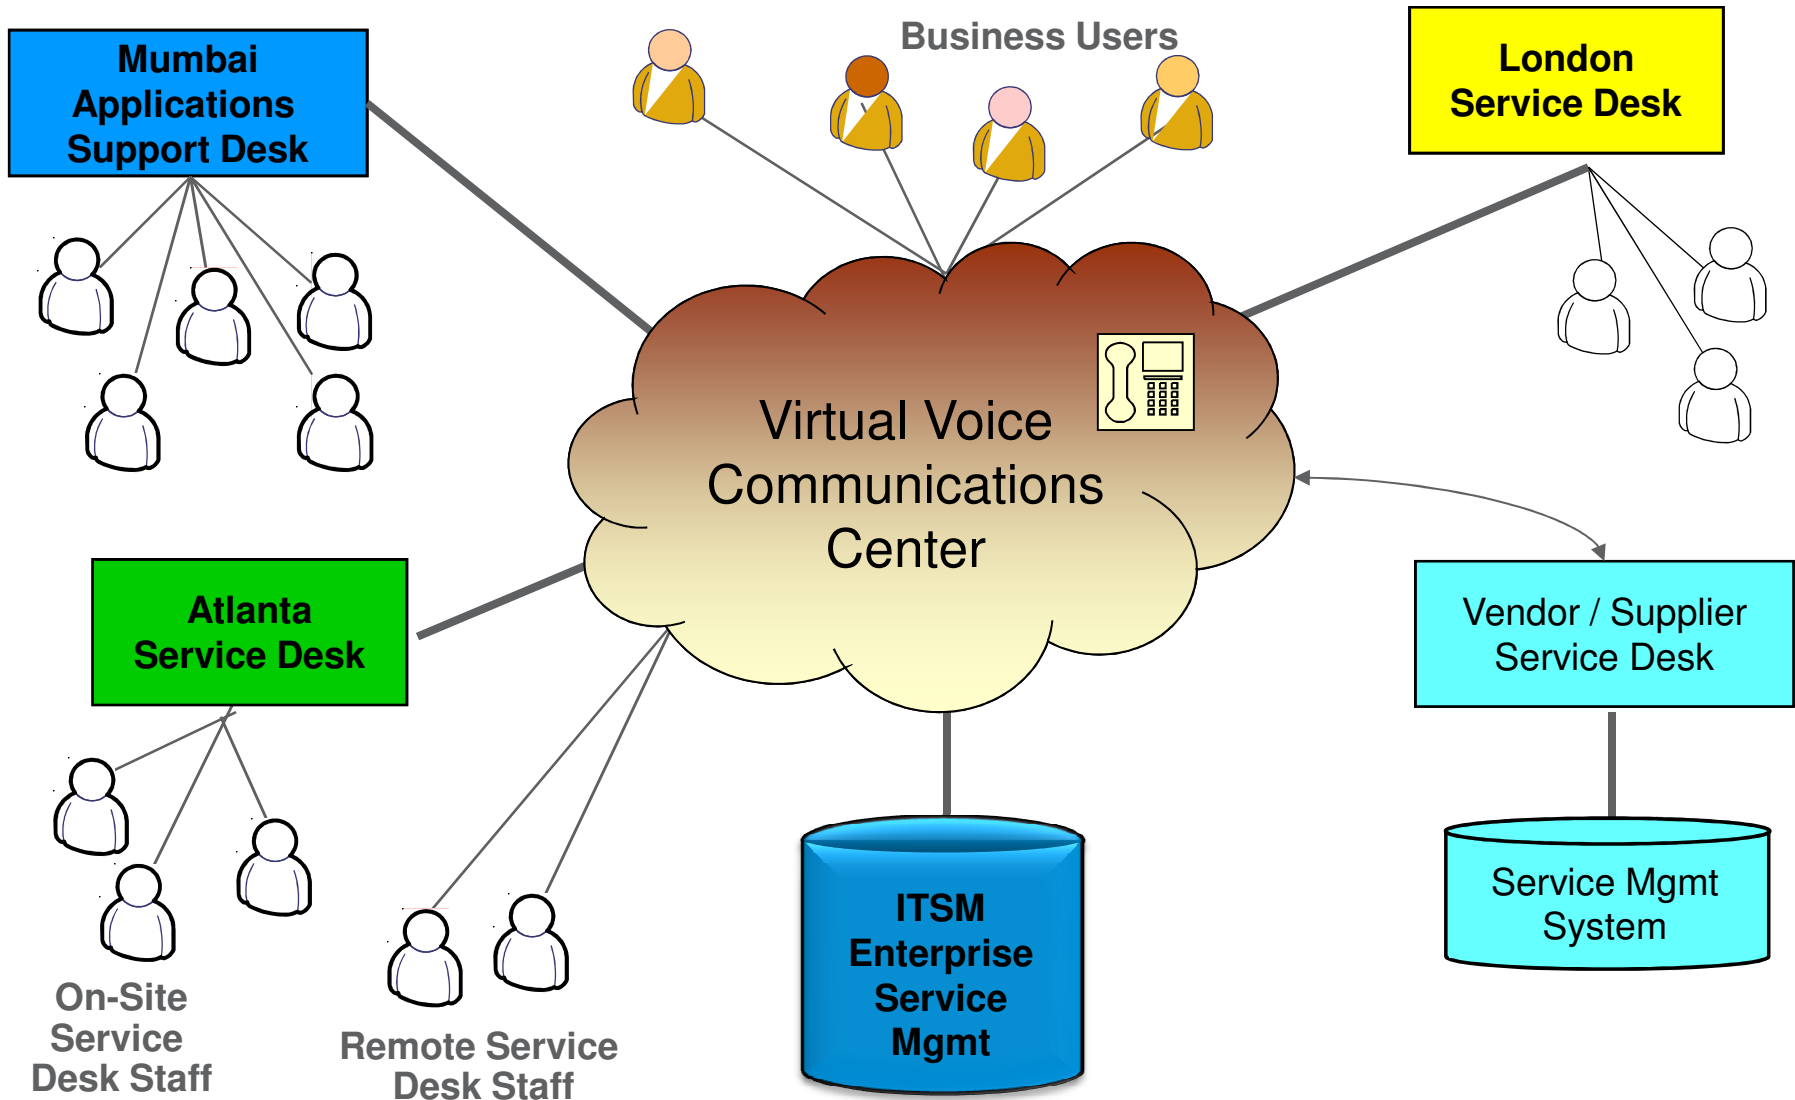 Mumbai
Applications
Support Desk
Business Users
London
Service Desk
Virtual Voice
Communications
Center
Atlanta
Service Desk
Vendor / Supplier
Service Desk
ITSM
Enterprise
Service
Mgmt
Service Mgmt
System
On-Site
Service
Desk Staff
Remote Service
Desk Staff